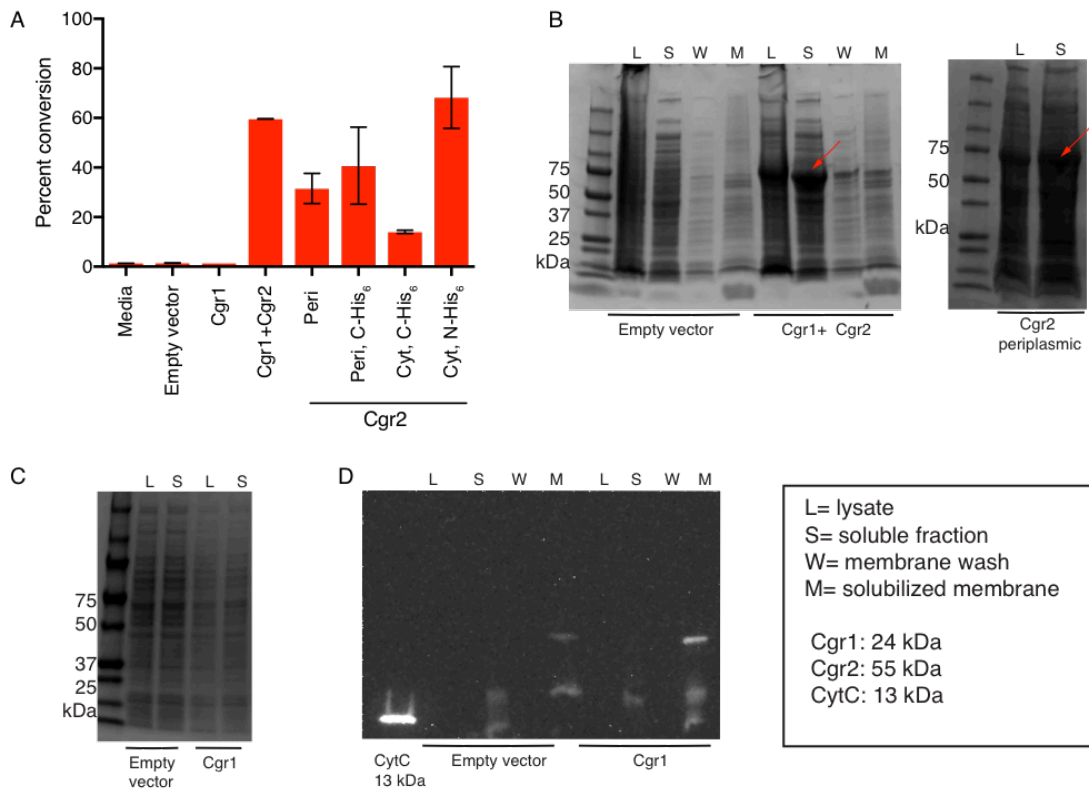 A
100
80
60
40
20
0
Percent conversion
Media
Empty vector
Cgr1
Cgr1+Cgr2
Peri
Peri, C-His6
Cyt, C-His6
Cyt, N-His6
Cgr2
B
L S W M L S W M
75
50
37
25
kDa
Empty vector
Cgr1+ Cgr2
L S
75
50
kDa
Cgr2
periplasmic
C
L S L S
75
50
37
25
kDa
Empty
vector
Cgr1
D
L S W M L S W M
CytC
13 kDa
Empty vector
Cgr1
L= lysate
S= soluble fraction
W= membrane wash
M= solubilized membrane
Cgr1: 24 kDa
Cgr2: 55 kDa
CytC: 13 kDa